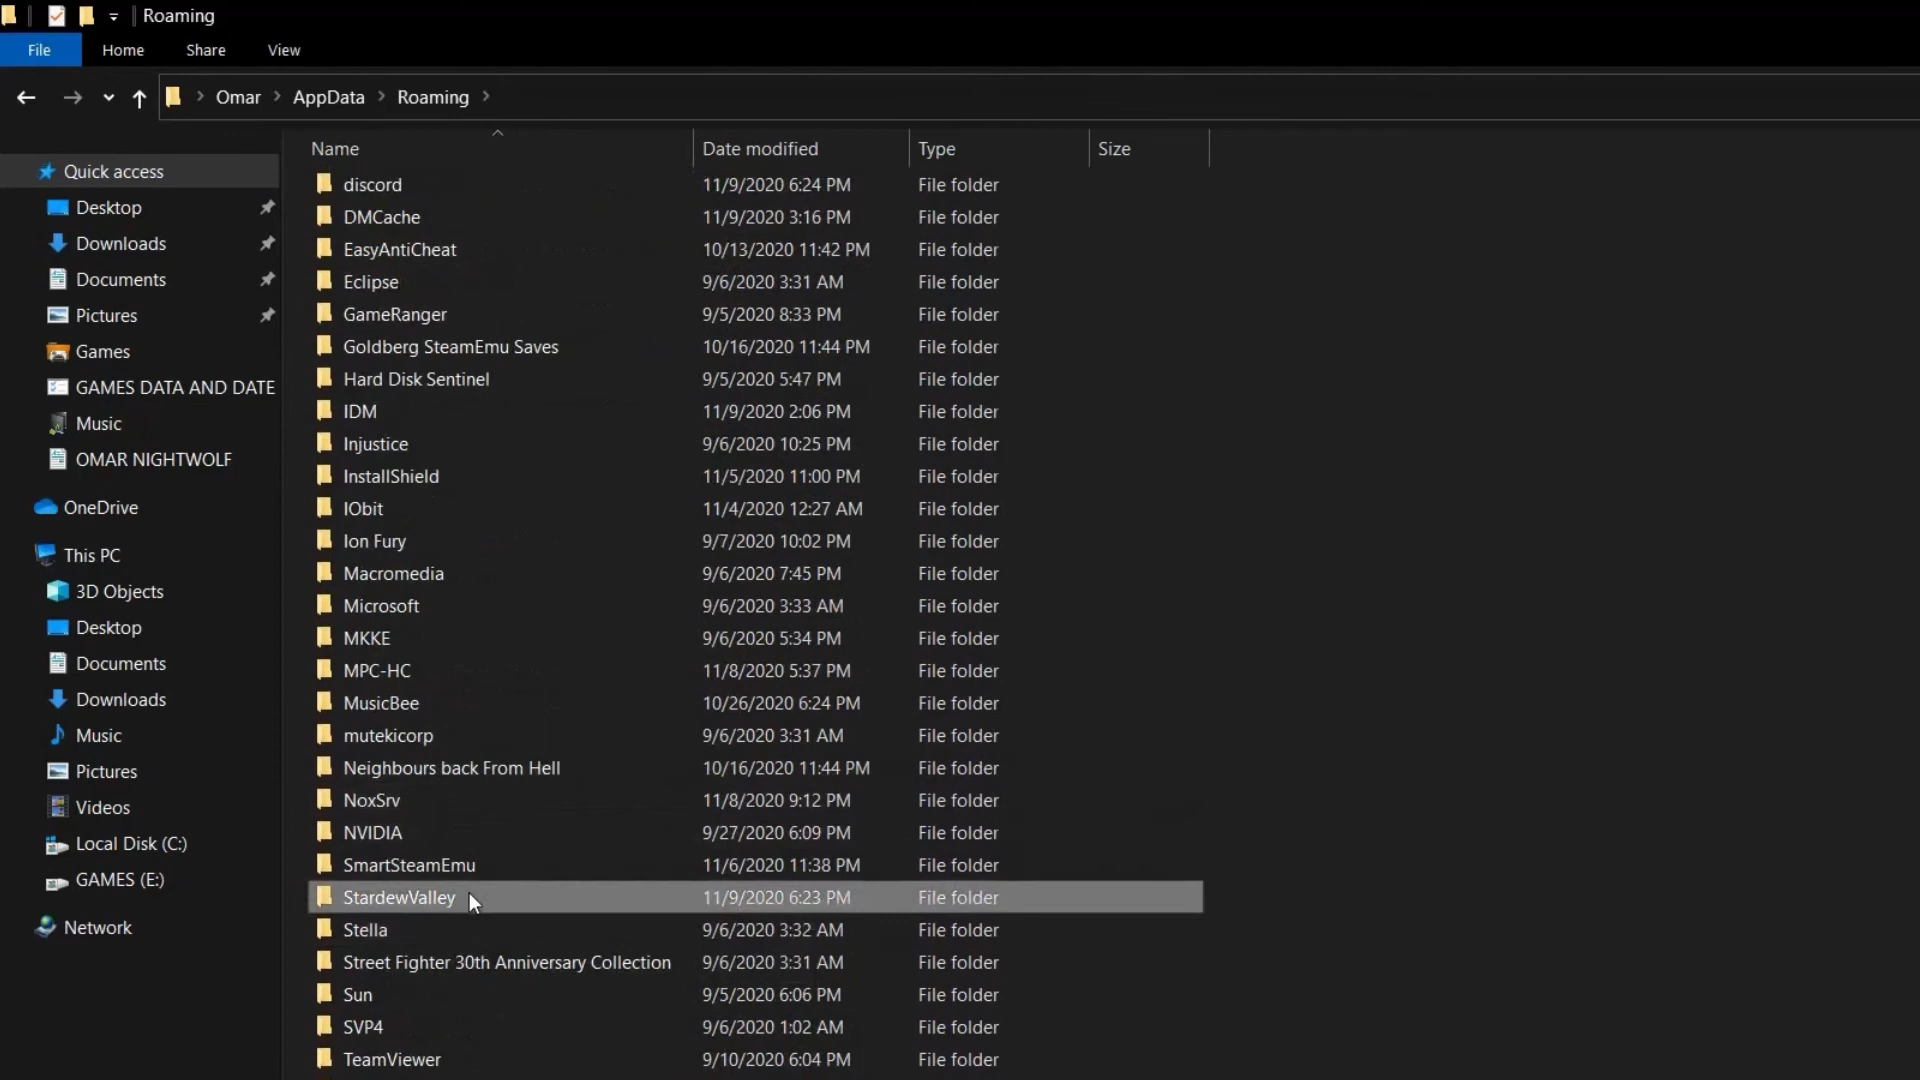 Roaming
File Home Share View
Omar AppData Roaming
Name Date modified Type Size
Quick access
Desktop
Downloads
Documents
Pictures
Games
GAMES DATA AND DATE
Music
OMAR NIGHTWOLF
OneDrive
This PC
3D Objects
Desktop
Documents
Downloads
Music
Pictures
Videos
Local Disk (C:)
GAMES (E:)
Network
discord 11/9/2020 6:24 PM File folder
DMCache 11/9/2020 3:16 PM File folder
EasyAntiCheat 10/13/2020 11:42 PM File folder
Eclipse 9/6/2020 3:31 AM File folder
GameRanger 9/5/2020 8:33 PM File folder
Goldberg SteamEmu Saves 10/16/2020 11:44 PM File folder
Hard Disk Sentinel 9/5/2020 5:47 PM File folder
IDM 11/9/2020 2:06 PM File folder
Injustice 9/6/2020 10:25 PM File folder
InstallShield 11/5/2020 11:00 PM File folder
IObit 11/4/2020 12:27 AM File folder
Ion Fury 9/7/2020 10:02 PM File folder
Macromedia 9/6/2020 7:45 PM File folder
Microsoft 9/6/2020 3:33 AM File folder
MKKE 9/6/2020 5:34 PM File folder
MPC-HC 11/8/2020 5:37 PM File folder
MusicBee 10/26/2020 6:24 PM File folder
mutekicorp 9/6/2020 3:31 AM File folder
Neighbours back From Hell 10/16/2020 11:44 PM File folder
NoxSrv 11/8/2020 9:12 PM File folder
NVIDIA 9/27/2020 6:09 PM File folder
SmartSteamEmu 11/6/2020 11:38 PM File folder
StardewValley 11/9/2020 6:23 PM File folder
Stella 9/6/2020 3:32 AM File folder
Street Fighter 30th Anniversary Collection 9/6/2020 3:31 AM File folder
Sun 9/5/2020 6:06 PM File folder
SVP4 9/6/2020 1:02 AM File folder
TeamViewer 9/10/2020 6:04 PM File folder